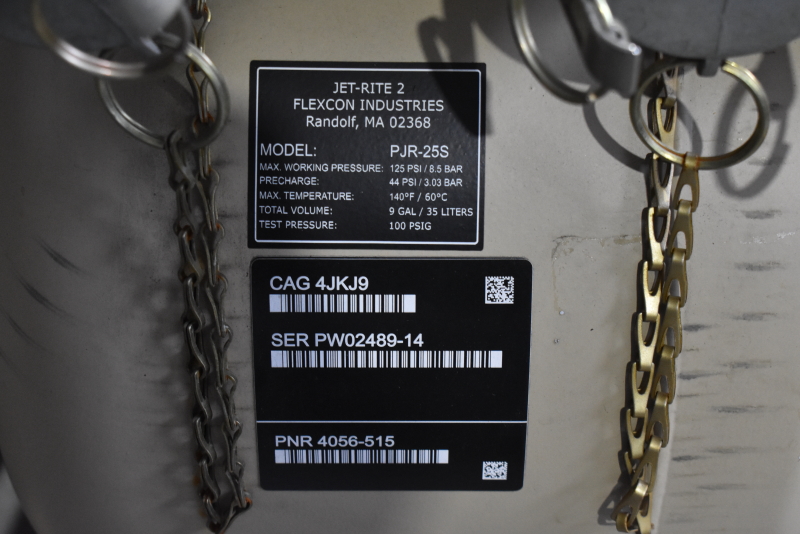 JET-RITE 2
FLEXCON INDUSTRIES
Randolf, MA 02368
MODEL: PJR-25S
MAX. WORKING PRESSURE: 125 PSI / 8.5 BAR
PRECHARGE: 44 PSI / 3.03 BAR
MAX. TEMPERATURE: 140°F / 60°C
TOTAL VOLUME: 9 GAL / 35 LITERS
TEST PRESSURE: 100 PSIG
CAG 4JKJ9
SER PW02489-14
PNR 4056-515